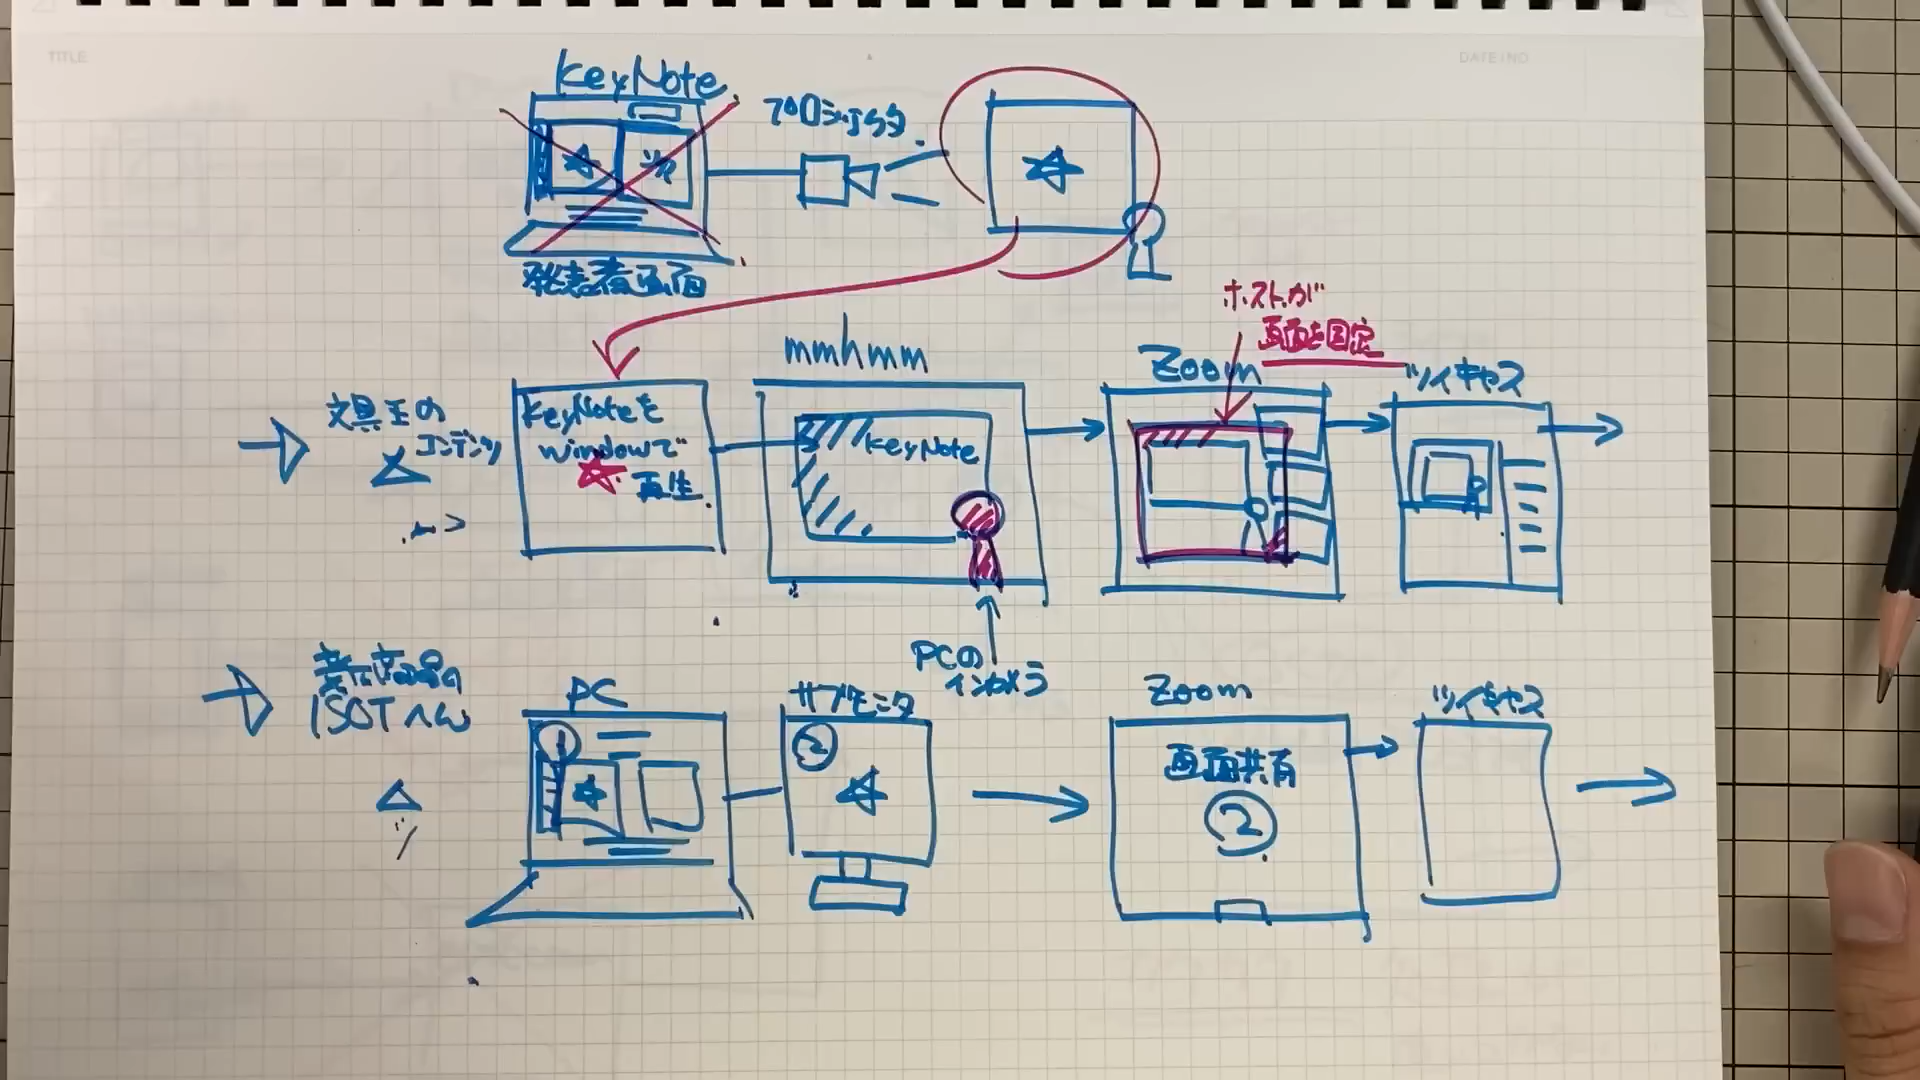 TITLE
DATE/NO
KeyNote
プロジェクタ
発表者画面
ホストが
画面を固定
文具王の
コンテンツ
KeyNoteを
windowで
再生
mmhmm
KeyNote
Zoom
ツイキャス
PCの
インカメラ
ISOTへん
PC
①
サブモニタ
②
Zoom
画面共有
②
ツイキャス